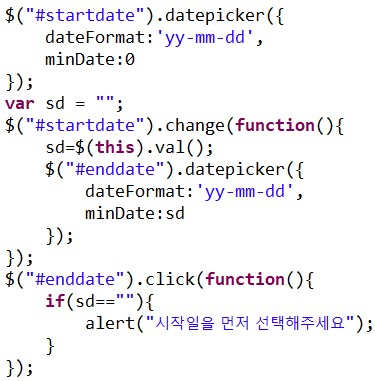 $("#startdate").datepicker({
    dateFormat:'yy-mm-dd',
    minDate:0
});
var sd = "";
$("#startdate").change(function(){
    sd=$(this).val();
    $("#enddate").datepicker({
        dateFormat:'yy-mm-dd',
        minDate:sd
    });
});
$("#enddate").click(function(){
    if(sd==""){
        alert("시작일을 먼저 선택해주세요");
    }
});